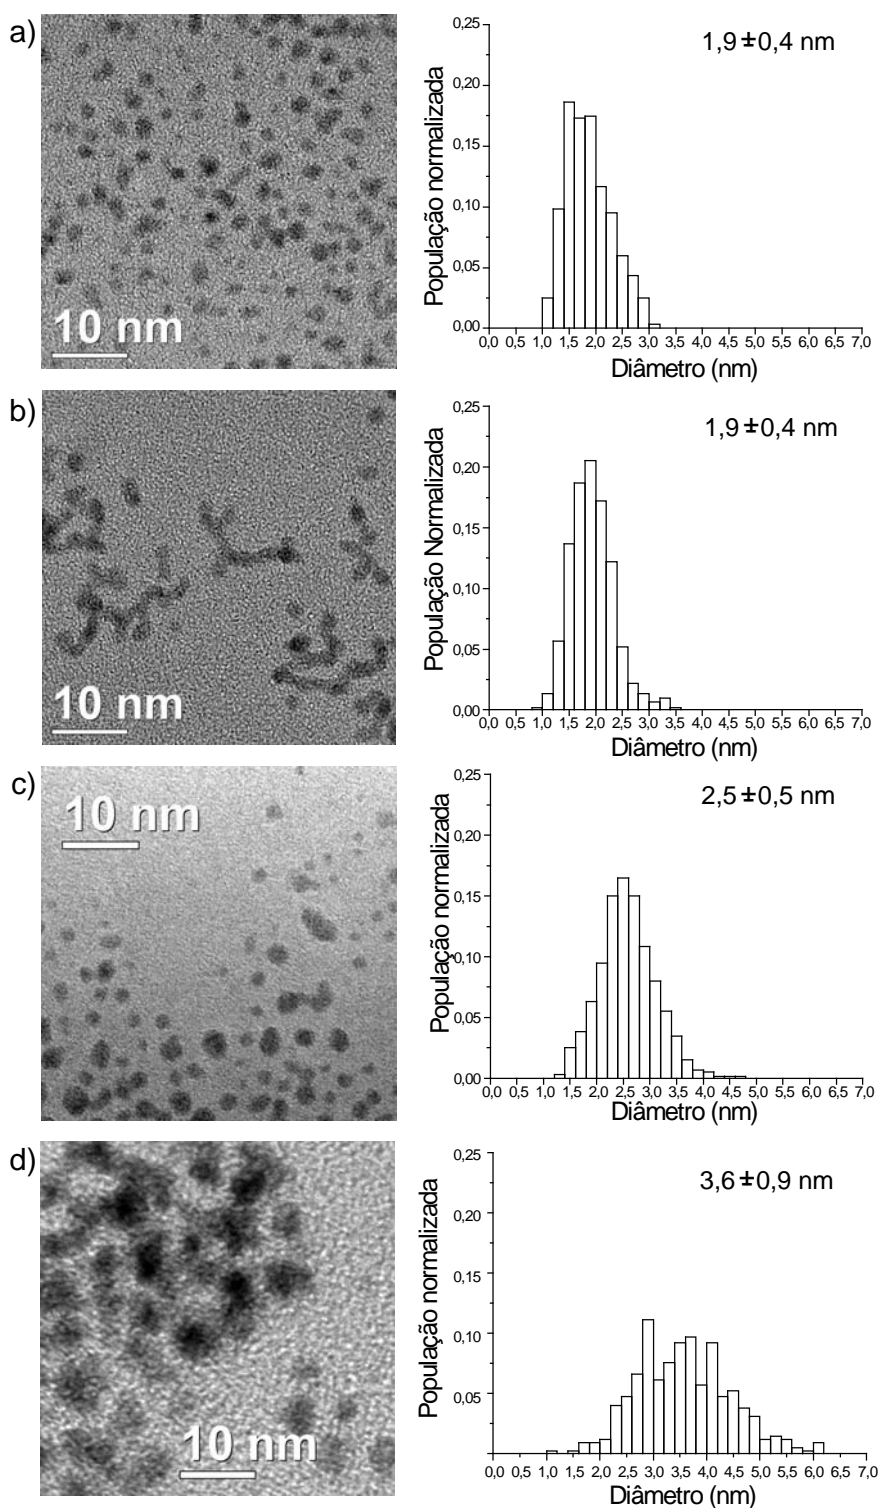 a)
10 nm
1,9±0,4 nm
População normalizada
0,25
0,20
0,15
0,10
0,05
0,00
0,0 0,5 1,0 1,5 2,0 2,5 3,0 3,5 4,0 4,5 5,0 5,5 6,0 6,5 7,0
Diâmetro (nm)
b)
10 nm
1,9±0,4 nm
População Normalizada
0,25
0,20
0,15
0,10
0,05
0,00
0,0 0,5 1,0 1,5 2,0 2,5 3,0 3,5 4,0 4,5 5,0 5,5 6,0 6,5 7,0
Diâmetro (nm)
c)
10 nm
2,5±0,5 nm
População normalizada
0,25
0,20
0,15
0,10
0,05
0,00
0,0 0,5 1,0 1,5 2,0 2,5 3,0 3,5 4,0 4,5 5,0 5,5 6,0 6,5 7,0
Diâmetro (nm)
d)
10 nm
3,6±0,9 nm
População normalizada
0,25
0,20
0,15
0,10
0,05
0,0 0,5 1,0 1,5 2,0 2,5 3,0 3,5 4,0 4,5 5,0 5,5 6,0 6,5 7,0
Diâmetro (nm)